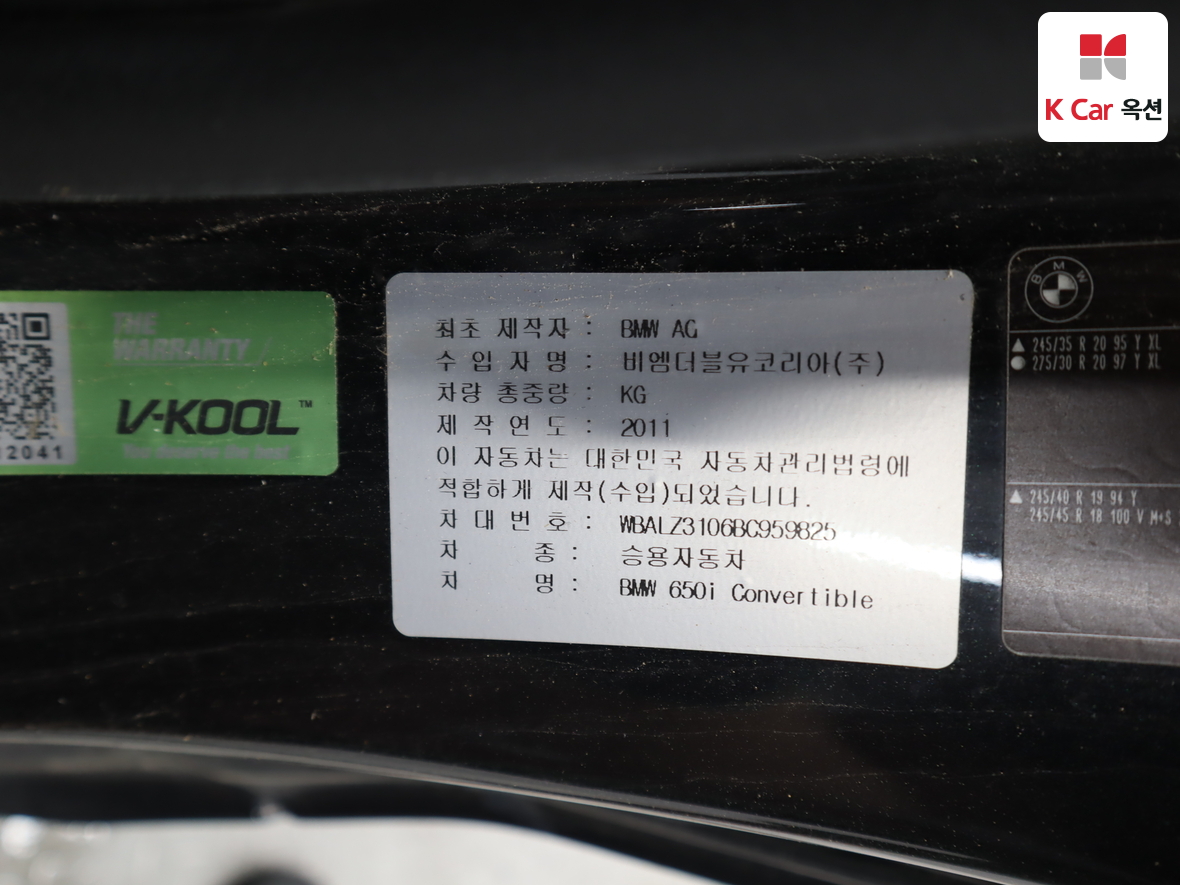 K Car 옥션
THE
WARRANTY
V-KOOL™
You deserve the best
2041
최초 제작자 : BMW AG
수 입 자 명 : 비엠더블유코리아(주)
차량 총중량 : KG
제 작 연 도 : 2011
이 자동차는 대한민국 자동차관리법령에
적합하게 제작(수입)되었습니다.
차 대 번 호 : WBALZ3106BC959825
차 종 : 승용자동차
차 명 : BMW 650i Convertible
BMW
245/35 R 20 95 Y XL
275/30 R 20 97 Y XL
245/40 R 19 94 Y
245/45 R 18 100 V M+S